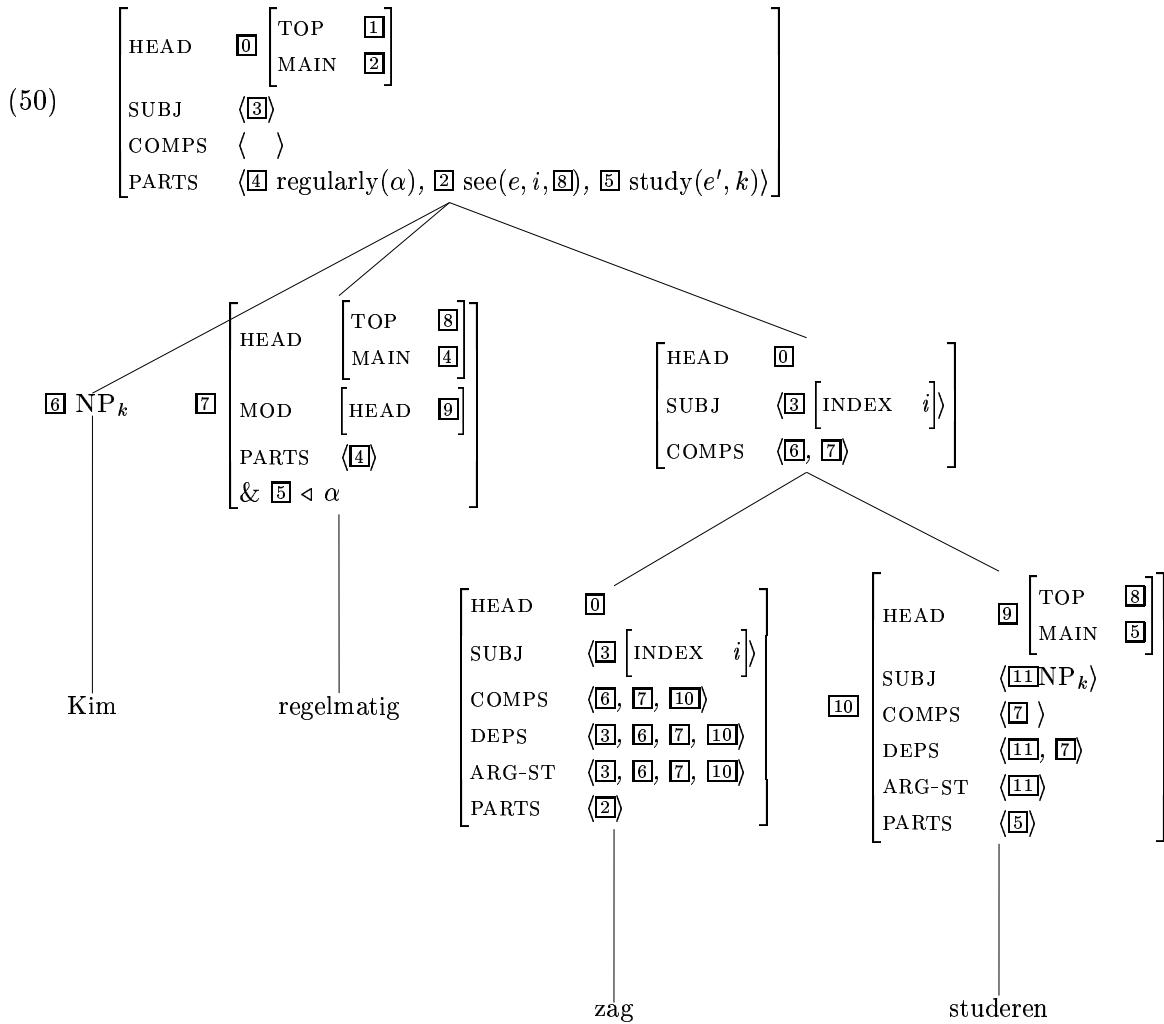 (50)
HEAD 0 [TOP 1
MAIN 2]
SUBJ ⟨3⟩
COMPS ⟨ ⟩
PARTS ⟨4 regularly(α), 2 see(e, i, 8), 5 study(e′, k)⟩
6 NP_k
7
HEAD [TOP 8
MAIN 4]
MOD [HEAD 9]
PARTS ⟨4⟩
& 5 ◁ α
HEAD 0
SUBJ ⟨3 [INDEX i]⟩
COMPS ⟨6, 7⟩
Kim
regelmatig
HEAD 0
SUBJ ⟨3 [INDEX i]⟩
COMPS ⟨6, 7, 10⟩
DEPS ⟨3, 6, 7, 10⟩
ARG-ST ⟨3, 6, 7, 10⟩
PARTS ⟨2⟩
10
HEAD 9 [TOP 8
MAIN 5]
SUBJ ⟨11NP_k⟩
COMPS ⟨7 ⟩
DEPS ⟨11, 7⟩
ARG-ST ⟨11⟩
PARTS ⟨5⟩
zag
studeren